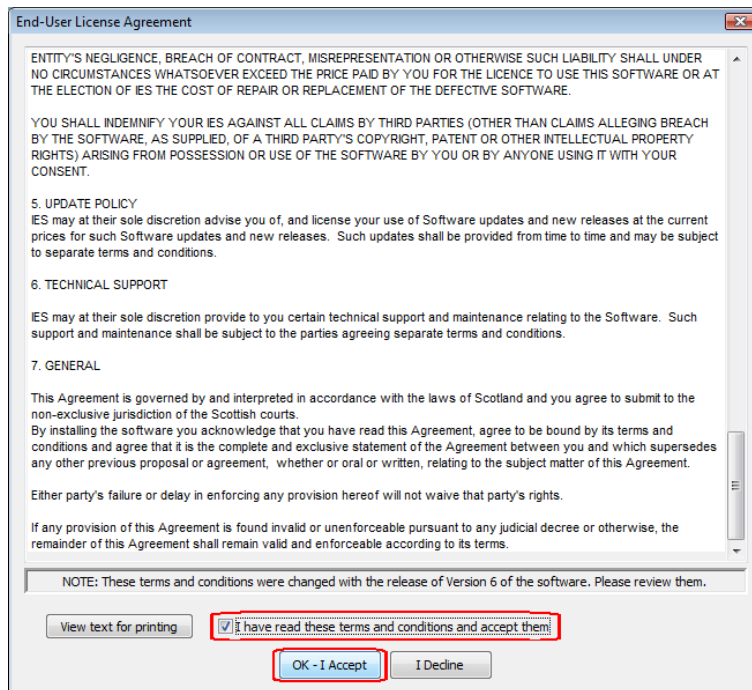 End-User License Agreement
ENTITY'S NEGLIGENCE, BREACH OF CONTRACT, MISREPRESENTATION OR OTHERWISE SUCH LIABILITY SHALL UNDER
NO CIRCUMSTANCES WHATSOEVER EXCEED THE PRICE PAID BY YOU FOR THE LICENCE TO USE THIS SOFTWARE OR AT
THE ELECTION OF IES THE COST OF REPAIR OR REPLACEMENT OF THE DEFECTIVE SOFTWARE.
YOU SHALL INDEMNIFY YOUR IES AGAINST ALL CLAIMS BY THIRD PARTIES (OTHER THAN CLAIMS ALLEGING BREACH
BY THE SOFTWARE, AS SUPPLIED, OF A THIRD PARTY'S COPYRIGHT, PATENT OR OTHER INTELLECTUAL PROPERTY
RIGHTS) ARISING FROM POSSESSION OR USE OF THE SOFTWARE BY YOU OR BY ANYONE USING IT WITH YOUR
CONSENT.
5. UPDATE POLICY
IES may at their sole discretion advise you of, and license your use of Software updates and new releases at the current
prices for such Software updates and new releases. Such updates shall be provided from time to time and may be subject
to separate terms and conditions.
6. TECHNICAL SUPPORT
IES may at their sole discretion provide to you certain technical support and maintenance relating to the Software. Such
support and maintenance shall be subject to the parties agreeing separate terms and conditions.
7. GENERAL
This Agreement is governed by and interpreted in accordance with the laws of Scotland and you agree to submit to the
non-exclusive jurisdiction of the Scottish courts.
By installing the software you acknowledge that you have read this Agreement, agree to be bound by its terms and
conditions and agree that it is the complete and exclusive statement of the Agreement between you and which supersedes
any other previous proposal or agreement, whether or oral or written, relating to the subject matter of this Agreement.
Either party's failure or delay in enforcing any provision hereof will not waive that party's rights.
If any provision of this Agreement is found invalid or unenforceable pursuant to any judicial decree or otherwise, the
remainder of this Agreement shall remain valid and enforceable according to its terms.
NOTE: These terms and conditions were changed with the release of Version 6 of the software. Please review them.
View text for printing
I have read these terms and conditions and accept them
OK - I Accept
I Decline